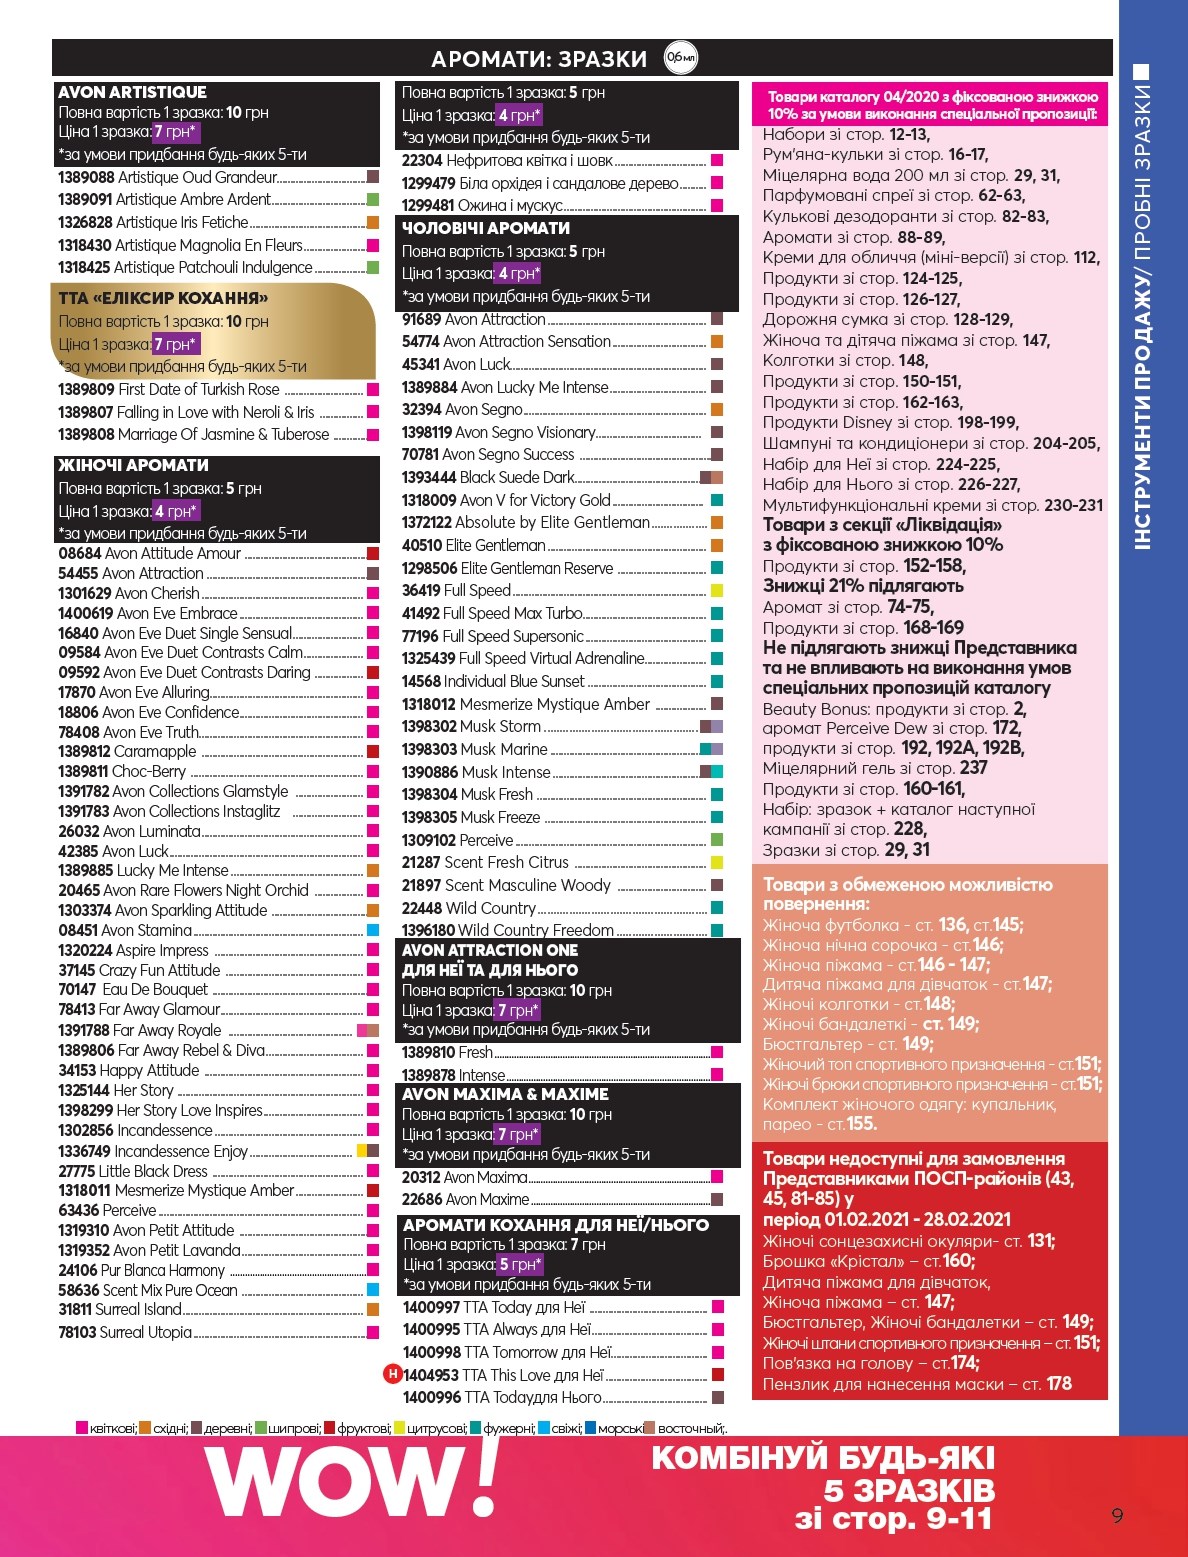 АРОМАТИ: ЗРАЗКИ 0,6 мл
AVON ARTISTIQUE
Повна вартість 1 зразка: 10 грн
Ціна 1 зразка: 7 грн*
*за умови придбання будь-яких 5-ти
1389088 Artistique Oud Grandeur
1389091 Artistique Ambre Ardent
1326828 Artistique Iris Fetiche
1318430 Artistique Magnolia En Fleurs
1318425 Artistique Patchouli Indulgence
ТТА «ЕЛІКСИР КОХАННЯ»
Повна вартість 1 зразка: 10 грн
Ціна 1 зразка: 7 грн*
*за умови придбання будь-яких 5-ти
1389809 First Date of Turkish Rose
1389807 Falling in Love with Neroli & Iris
1389808 Marriage Of Jasmine & Tuberose
ЖІНОЧІ АРОМАТИ
Повна вартість 1 зразка: 5 грн
Ціна 1 зразка: 4 грн*
*за умови придбання будь-яких 5-ти
08684 Avon Attitude Amour
54455 Avon Attraction
1301629 Avon Cherish
1400619 Avon Eve Embrace
16840 Avon Eve Duet Single Sensual
09584 Avon Eve Duet Contrasts Calm
09592 Avon Eve Duet Contrasts Daring
17870 Avon Eve Alluring
18806 Avon Eve Confidence
78408 Avon Eve Truth
1389812 Caramapple
1389811 Choc-Berry
1391782 Avon Collections Glamstyle
1391783 Avon Collections Instaglitz
26032 Avon Luminata
42385 Avon Luck
1389885 Lucky Me Intense
20465 Avon Rare Flowers Night Orchid
1303374 Avon Sparkling Attitude
08451 Avon Stamina
1320224 Aspire Impress
37145 Crazy Fun Attitude
70147 Eau De Bouquet
78413 Far Away Glamour
1391788 Far Away Royale
1389806 Far Away Rebel & Diva
34153 Happy Attitude
1325144 Her Story
1398299 Her Story Love Inspires
1302856 Incandessence
1336749 Incandessence Enjoy
27775 Little Black Dress
1318011 Mesmerize Mystique Amber
63436 Perceive
1319310 Avon Petit Attitude
1319352 Avon Petit Lavanda
24106 Pur Blanca Harmony
58636 Scent Mix Pure Ocean
31811 Surreal Island
78103 Surreal Utopia
Повна вартість 1 зразка: 5 грн
Ціна 1 зразка: 4 грн*
*за умови придбання будь-яких 5-ти
22304 Нефритова квітка і шовк
1299479 Біла орхідея і сандалове дерево
1299481 Ожина і мускус
ЧОЛОВІЧІ АРОМАТИ
Повна вартість 1 зразка: 5 грн
Ціна 1 зразка: 4 грн*
*за умови придбання будь-яких 5-ти
91689 Avon Attraction
54774 Avon Attraction Sensation
45341 Avon Luck
1389884 Avon Lucky Me Intense
32394 Avon Segno
1398119 Avon Segno Visionary
70781 Avon Segno Success
1393444 Black Suede Dark
1318009 Avon V for Victory Gold
1372122 Absolute by Elite Gentleman
40510 Elite Gentleman
1298506 Elite Gentleman Reserve
36419 Full Speed
41492 Full Speed Max Turbo
77196 Full Speed Supersonic
1325439 Full Speed Virtual Adrenaline
14568 Individual Blue Sunset
1318012 Mesmerize Mystique Amber
1398302 Musk Storm
1398303 Musk Marine
1390886 Musk Intense
1398304 Musk Fresh
1398305 Musk Freeze
1309102 Perceive
21287 Scent Fresh Citrus
21897 Scent Masculine Woody
22448 Wild Country
1396180 Wild Country Freedom
AVON ATTRACTION ONE
ДЛЯ НЕЇ ТА ДЛЯ НЬОГО
Повна вартість 1 зразка: 10 грн
Ціна 1 зразка: 7 грн*
*за умови придбання будь-яких 5-ти
1389810 Fresh
1389878 Intense
AVON MAXIMA & MAXIME
Повна вартість 1 зразка: 10 грн
Ціна 1 зразка: 7 грн*
*за умови придбання будь-яких 5-ти
20312 Avon Maxima
22686 Avon Maxime
АРОМАТИ КОХАННЯ ДЛЯ НЕЇ/НЬОГО
Повна вартість 1 зразка: 7 грн
Ціна 1 зразка: 5 грн*
*за умови придбання будь-яких 5-ти
1400997 ТТА Today для Неї
1400995 ТТА Always для Неї
1400998 ТТА Tomorrow для Неї
Н 1404953 ТТА This Love для Неї
1400996 ТТА Todayдля Нього
Товари каталогу 04/2020 з фіксованою знижкою
10% за умови виконання спеціальної пропозиції:
Набори зі стор. 12-13,
Рум'яна-кульки зі стор. 16-17,
Міцелярна вода 200 мл зі стор. 29, 31,
Парфумовані спреї зі стор. 62-63,
Кулькові дезодоранти зі стор. 82-83,
Аромати зі стор. 88-89,
Креми для обличчя (міні-версії) зі стор. 112,
Продукти зі стор. 124-125,
Продукти зі стор. 126-127,
Дорожня сумка зі стор. 128-129,
Жіноча та дітяча піжама зі стор. 147,
Колготки зі стор. 148,
Продукти зі стор. 150-151,
Продукти зі стор. 162-163,
Продукти Disney зі стор. 198-199,
Шампуні та кондиціонери зі стор. 204-205,
Набір для Неї зі стор. 224-225,
Набір для Нього зі стор. 226-227,
Мультифункціональні креми зі стор. 230-231
Товари з секції «Ліквідація»
з фіксованою знижкою 10%
Продукти зі стор. 152-158,
Знижці 21% підлягають
Аромат зі стор. 74-75,
Продукти зі стор. 168-169
Не підлягають знижці Представника
та не впливають на виконання умов
спеціальних пропозицій каталогу
Beauty Bonus: продукти зі стор. 2,
аромат Perceive Dew зі стор. 172,
продукти зі стор. 192, 192А, 192В,
Міцелярний гель зі стор. 237
Продукти зі стор. 160-161,
Набір: зразок + каталог наступної
кампанії зі стор. 228,
Зразки зі стор. 29, 31
Товари з обмеженою можливістю
повернення:
Жіноча футболка - ст. 136, ст.145;
Жіноча нічна сорочка - ст.146;
Жіноча піжама - ст.146 - 147;
Дитяча піжама для дівчаток - ст.147;
Жіночі колготки - ст.148;
Жіночі бандалеткі - ст. 149;
Бюстгальтер - ст. 149;
Жіночий топ спортивного призначення - ст.151;
Жіночі брюки спортивного призначення - ст.151;
Комплект жіночого одягу: купальник,
парео - ст.155.
Товари недоступні для замовлення
Представниками ПОСП-районів (43,
45, 81-85) у
період 01.02.2021 - 28.02.2021
Жіночі сонцезахисні окуляри- ст. 131;
Брошка «Крістал» – ст.160;
Дитяча піжама для дівчаток,
Жіноча піжама – ст. 147;
Бюстгальтер, Жіночі бандалетки – ст. 149;
Жіночі штани спортивного призначення – ст. 151;
Пов'язка на голову – ст.174;
Пензлик для нанесення маски – ст. 178
ІНСТРУМЕНТИ ПРОДАЖУ/ ПРОБНІ ЗРАЗКИ
квіткові; східні; деревні; шипрові; фруктові; цитрусові; фужерні; свіжі; морські восточный;.
WOW!
КОМБІНУЙ БУДЬ-ЯКІ
5 ЗРАЗКІВ
зі стор. 9-11
9